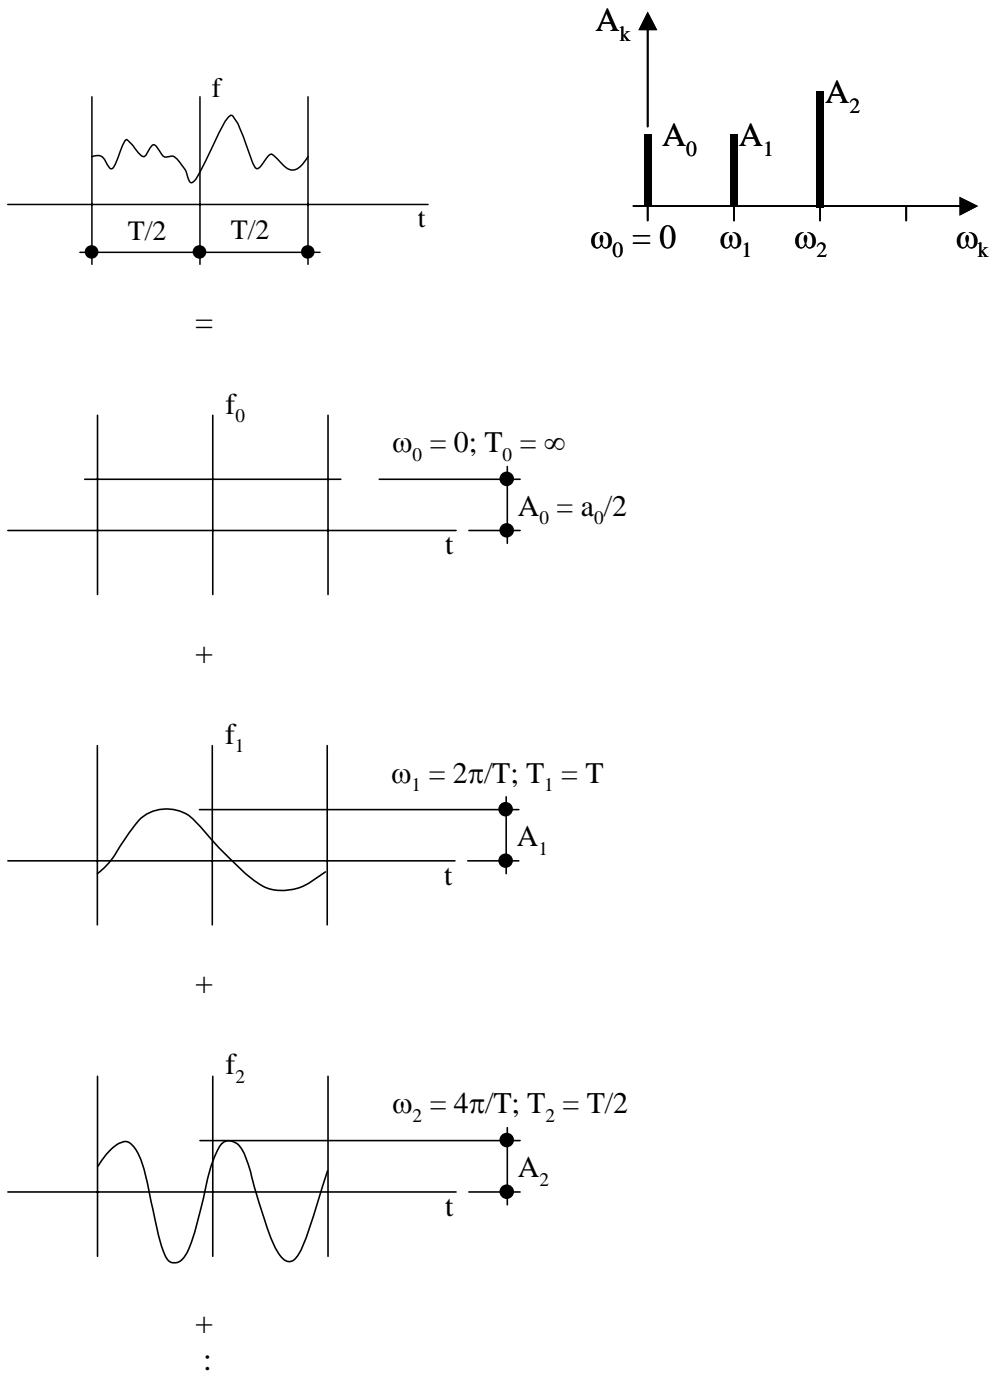 f
t
T/2 T/2
A_k
A_0 A_1 A_2
ω_0 = 0 ω_1 ω_2 ω_k
=
f_0
ω_0 = 0; T_0 = ∞
A_0 = a_0/2
t
+
f_1
ω_1 = 2π/T; T_1 = T
A_1
t
+
f_2
ω_2 = 4π/T; T_2 = T/2
A_2
t
+
: